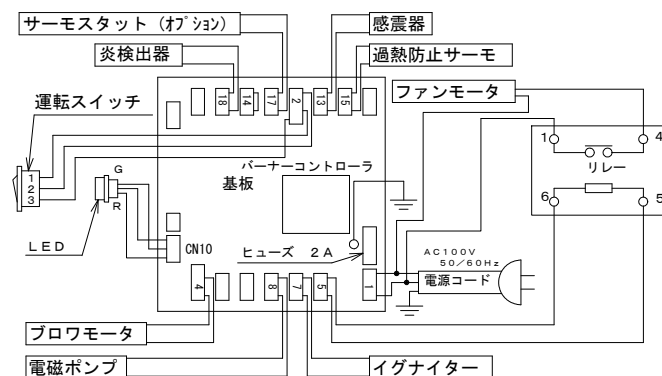 サーモスタット（オプション）
感震器
炎検出器
過熱防止サーモ
ファンモータ
運転スイッチ
18
14
17
2
13
15
1
4
リレー
バーナーコントローラ
基板
1
2
3
G
R
6
5
LED
CN10
ヒューズ 2A
AC100V
50/60Hz
電源コード
4
8
7
5
1
ブロワモータ
電磁ポンプ
イグナイター